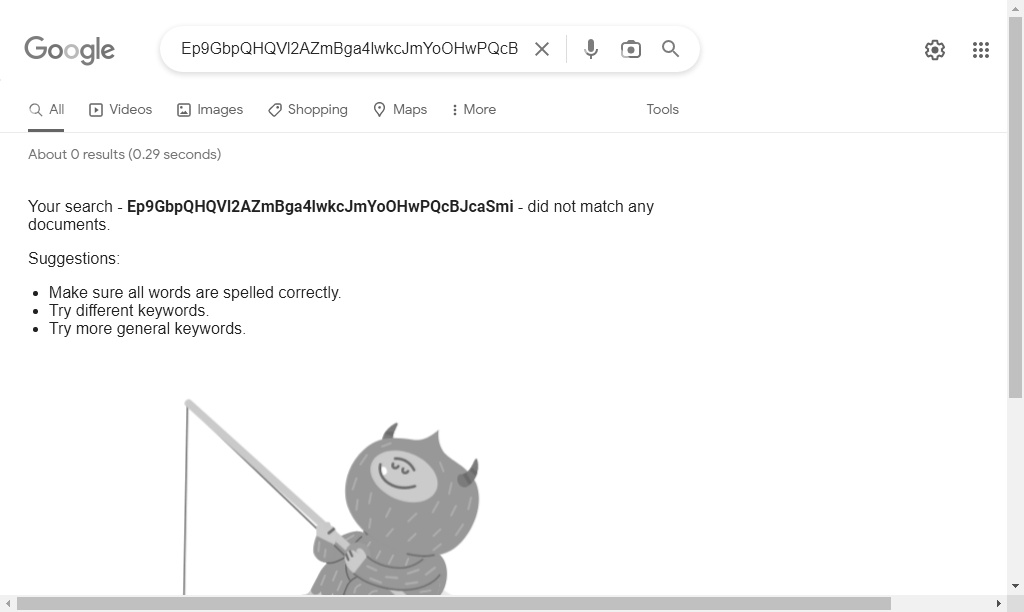 Google
Ep9GbpQHQVl2AZmBga4lwkcJmYoOHwPQcB
All Videos Images Shopping Maps More Tools
About 0 results (0.29 seconds)
Your search - Ep9GbpQHQVl2AZmBga4lwkcJmYoOHwPQcBJcaSmi - did not match any
documents.
Suggestions:
Make sure all words are spelled correctly.
Try different keywords.
Try more general keywords.